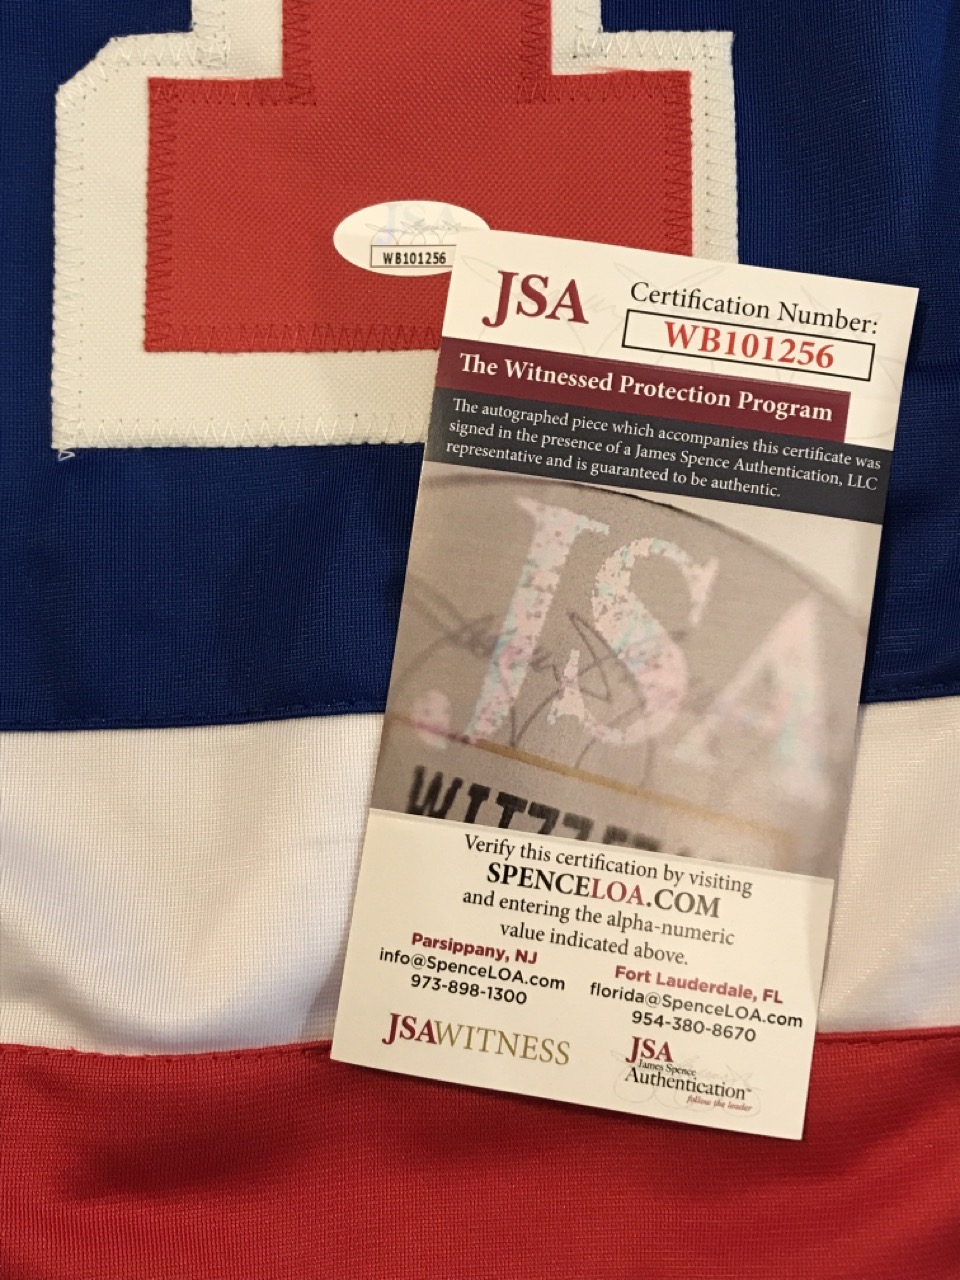 JSA
WB101256
JSA
Certification Number:
WB101256
The Witnessed Protection Program
The autographed piece which accompanies this certificate was
signed in the presence of a James Spence Authentication, LLC
representative and is guaranteed to be authentic.
JSA
Verify this certification by visiting
SPENCELOA.COM
and entering the alpha-numeric
value indicated above.
Parsippany, NJ
info@SpenceLOA.com
973-898-1300
Fort Lauderdale, FL
florida@SpenceLOA.com
954-380-8670
JSAWITNESS
JSA
James Spence
Authentication™
follow the leader